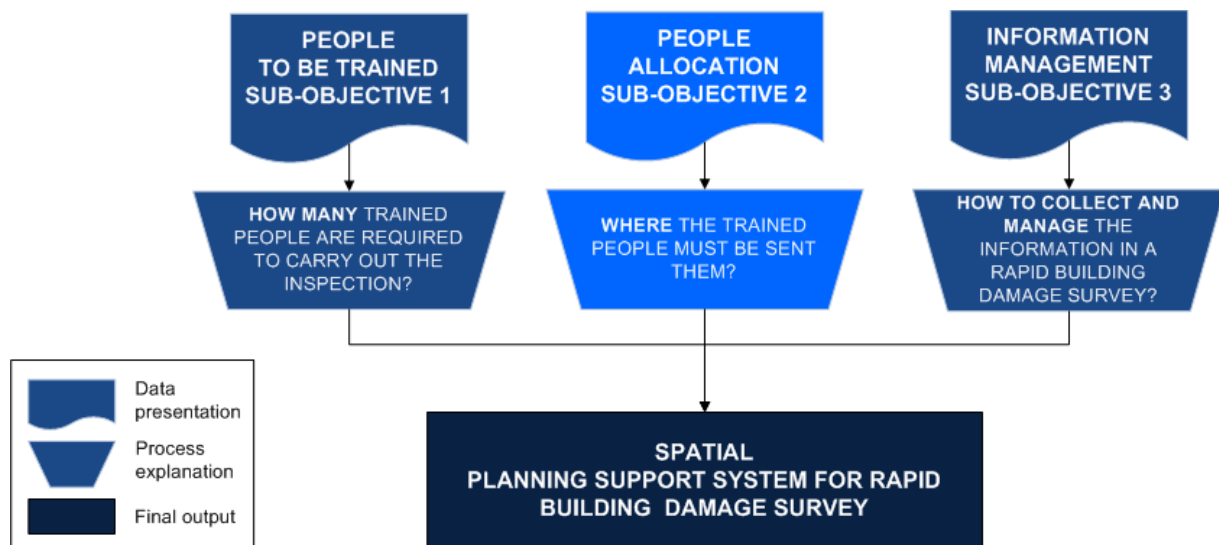 PEOPLE
TO BE TRAINED
SUB-OBJECTIVE 1
PEOPLE
ALLOCATION
SUB-OBJECTIVE 2
INFORMATION
MANAGEMENT
SUB-OBJECTIVE 3
HOW MANY TRAINED
PEOPLE ARE REQUIRED
TO CARRY OUT THE
INSPECTION?
WHERE THE TRAINED
PEOPLE MUST BE SENT
THEM?
HOW TO COLLECT AND
MANAGE THE
INFORMATION IN A
RAPID BUILDING
DAMAGE SURVEY?
Data
presentation
Process
explanation
Final output
SPATIAL
PLANNING SUPPORT SYSTEM FOR RAPID
BUILDING DAMAGE SURVEY